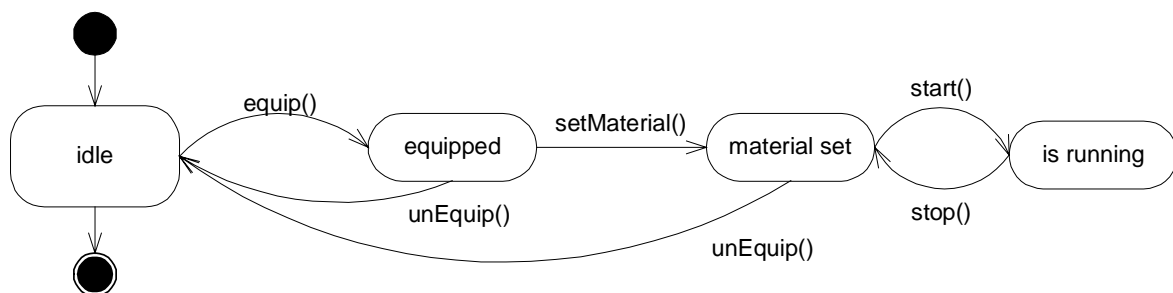 idle
equip()
equipped
unEquip()
setMaterial()
material set
unEquip()
start()
stop()
is running